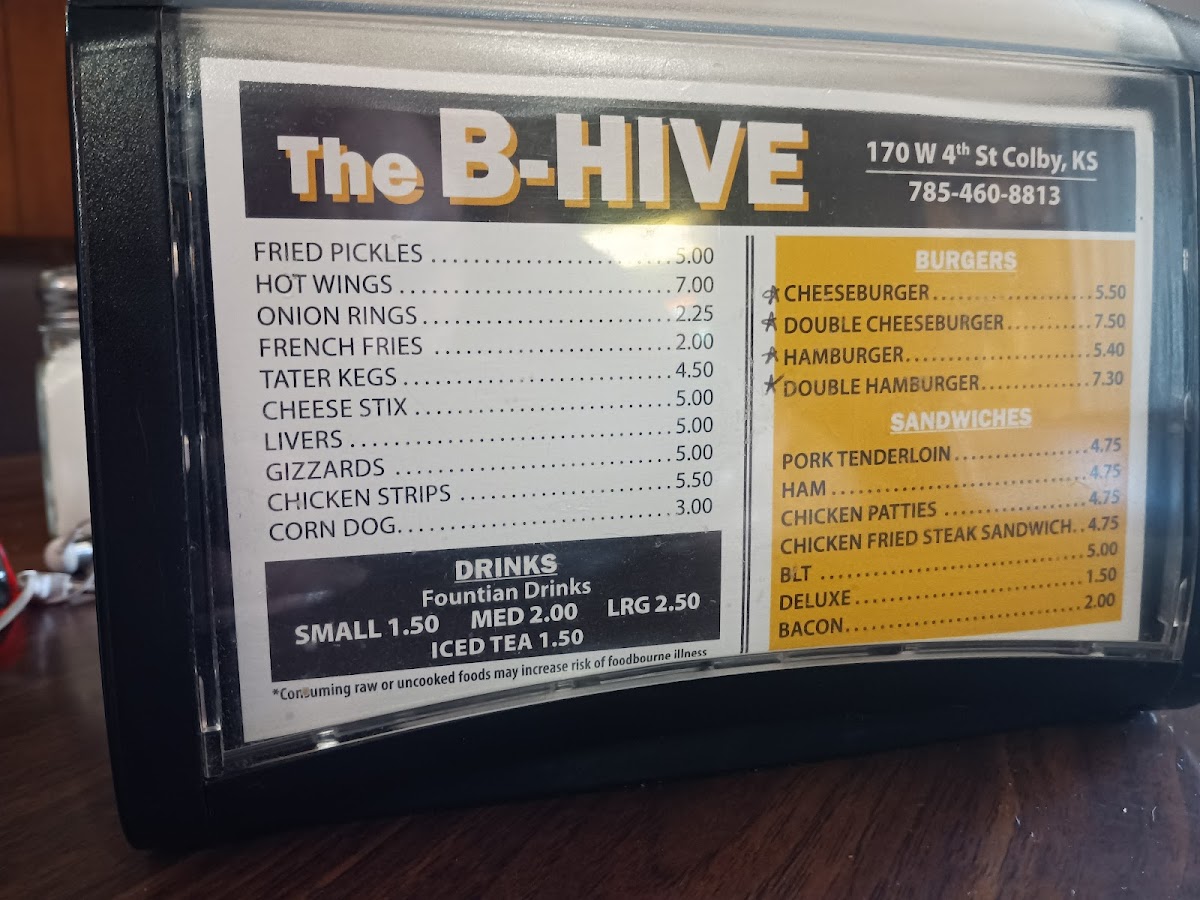 The B-HIVE
170 W 4th St Colby, KS
785-460-8813
FRIED PICKLES ........................ 5.00
HOT WINGS ........................ 7.00
ONION RINGS ........................ 2.25
FRENCH FRIES ........................ 2.00
TATER KEGS ........................ 4.50
CHEESE STIX ........................ 5.00
LIVERS ........................ 5.00
GIZZARDS ........................ 5.00
CHICKEN STRIPS ........................ 5.50
CORN DOG ........................ 3.00
DRINKS
Fountian Drinks
SMALL 1.50 MED 2.00 LRG 2.50
ICED TEA 1.50
*Consuming raw or uncooked foods may increase risk of foodbourne illness
BURGERS
* CHEESEBURGER ........................ 5.50
* DOUBLE CHEESEBURGER ........................ 7.50
* HAMBURGER ........................ 5.40
* DOUBLE HAMBURGER ........................ 7.30
SANDWICHES
PORK TENDERLOIN ........................ 4.75
HAM ........................ 4.75
CHICKEN PATTIES ........................ 4.75
CHICKEN FRIED STEAK SANDWICH. . 4.75
BLT ........................ 5.00
DELUXE ........................ 1.50
BACON ........................ 2.00